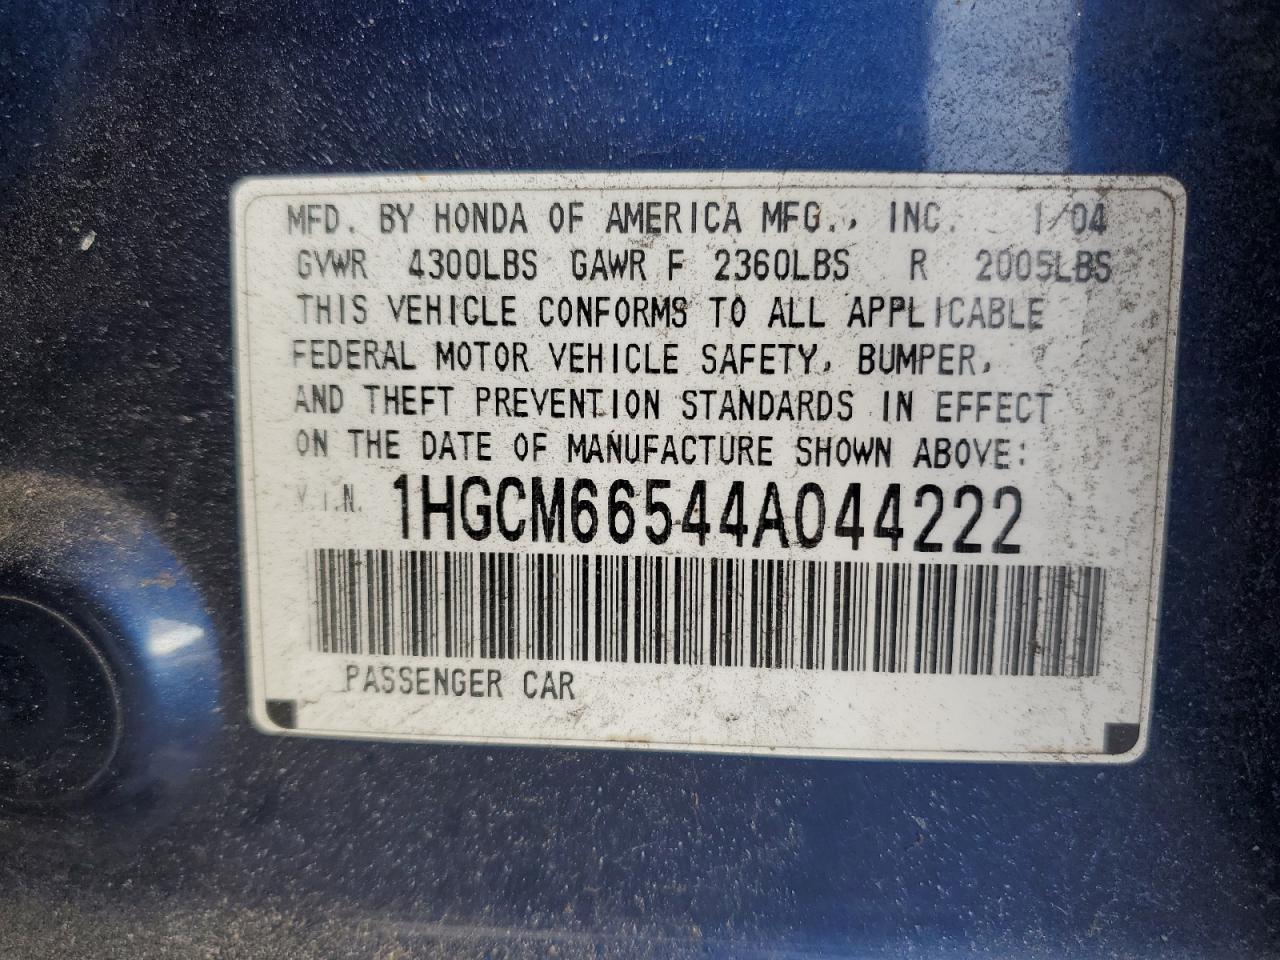 MFD. BY HONDA OF AMERICA MFG., INC. 1/04
GVWR 4300LBS GAWR F 2360LBS R 2005LBS
THIS VEHICLE CONFORMS TO ALL APPLICABLE
FEDERAL MOTOR VEHICLE SAFETY, BUMPER,
AND THEFT PREVENTION STANDARDS IN EFFECT
ON THE DATE OF MANUFACTURE SHOWN ABOVE:
V.I.N. 1HGCM66544A044222
PASSENGER CAR